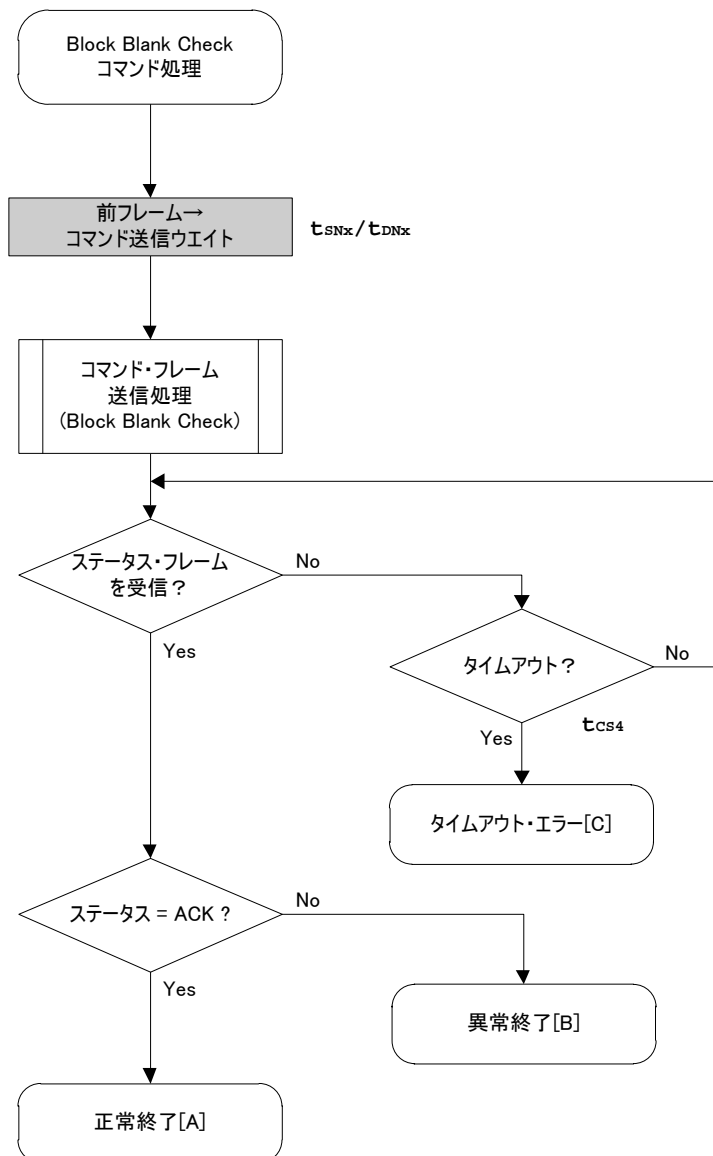 Block Blank Check
コマンド処理
前フレーム→
コマンド送信ウエイト
tSNx/tDNx
コマンド・フレーム
送信処理
(Block Blank Check)
ステータス・フレーム
を受信?
No
Yes
タイムアウト?
No
tCS4
Yes
タイムアウト・エラー[C]
ステータス = ACK ?
No
Yes
異常終了[B]
正常終了[A]